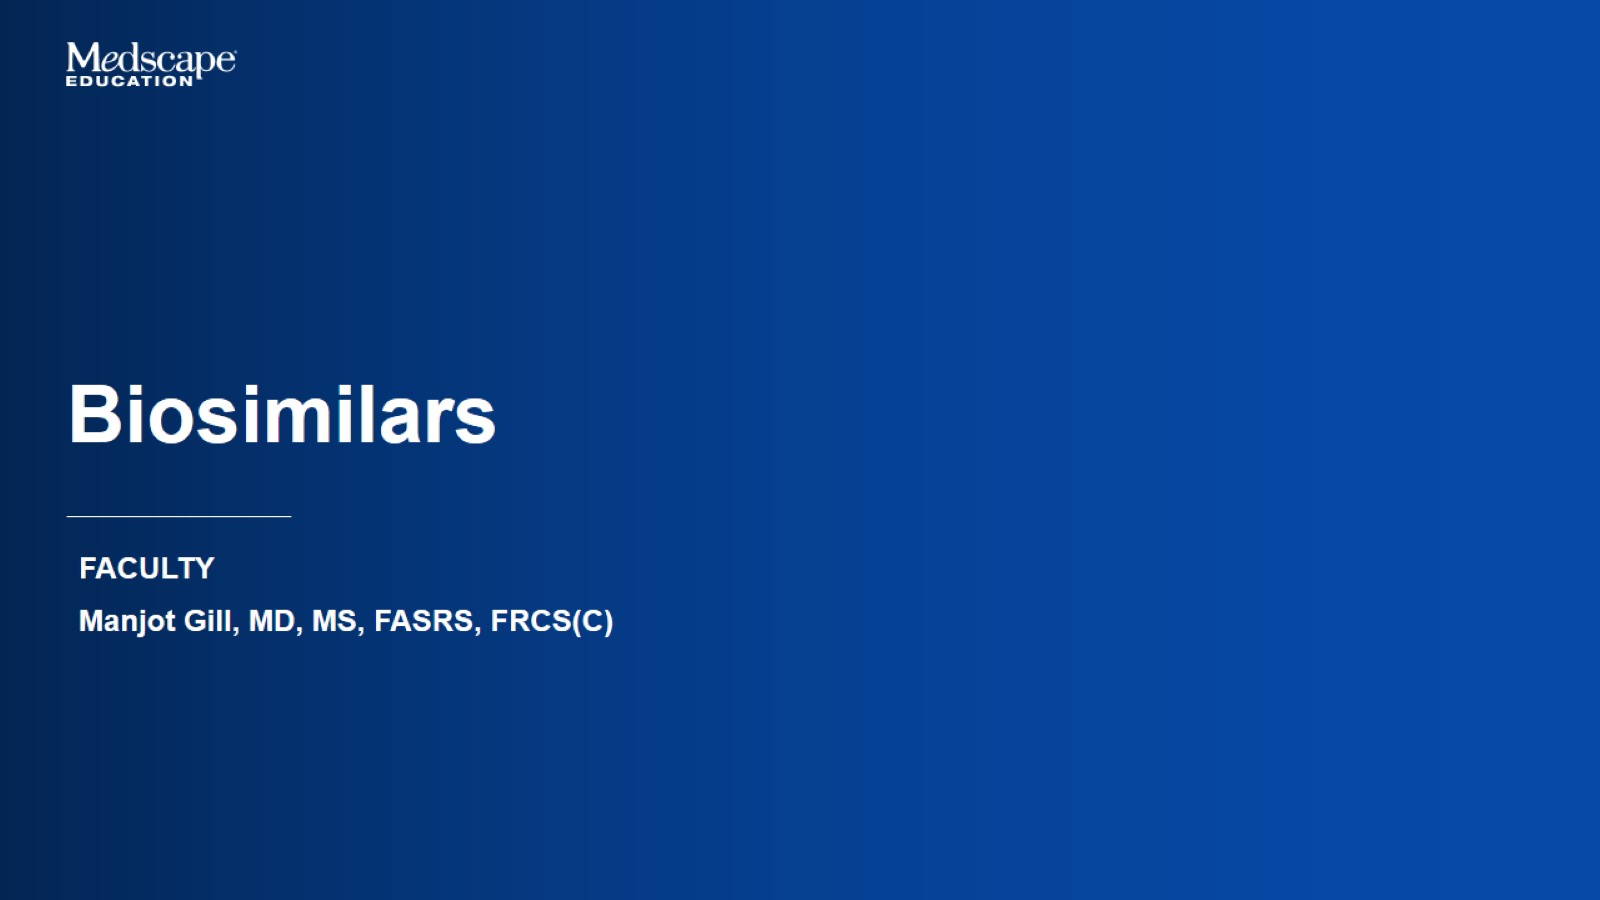 Medscape
EDUCATION
Biosimilars
FACULTY
Manjot Gill, MD, MS, FASRS, FRCS(C)